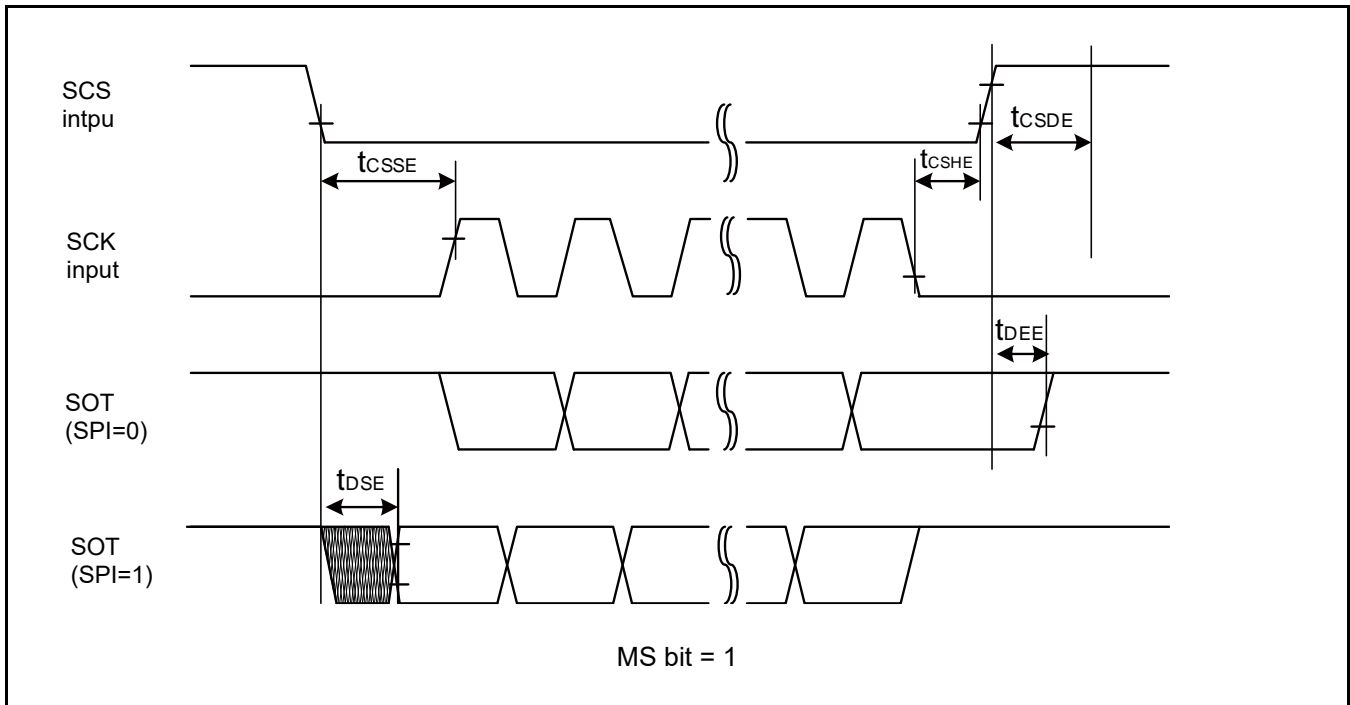 SCS
intpu
tCSDE
tCSSE
tCSHE
SCK
input
tDEE
SOT
(SPI=0)
tDSE
SOT
(SPI=1)
MS bit = 1